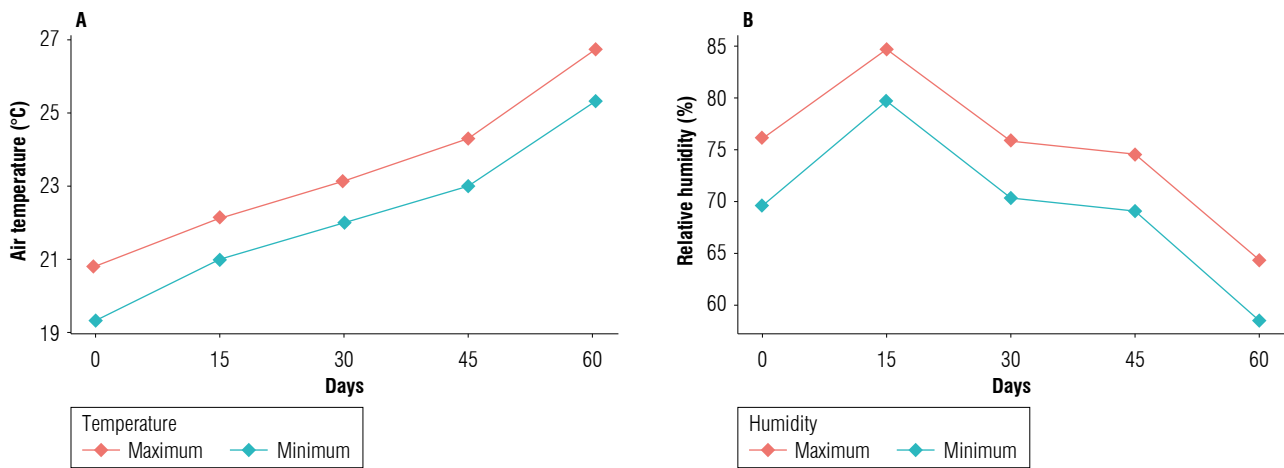 A
Air temperature (°C)
27
25
23
21
19
0 15 30 45 60
Days
Temperature
Maximum Minimum
B
Relative humidity (%)
85
80
75
70
65
60
0 15 30 45 60
Days
Humidity
Maximum Minimum